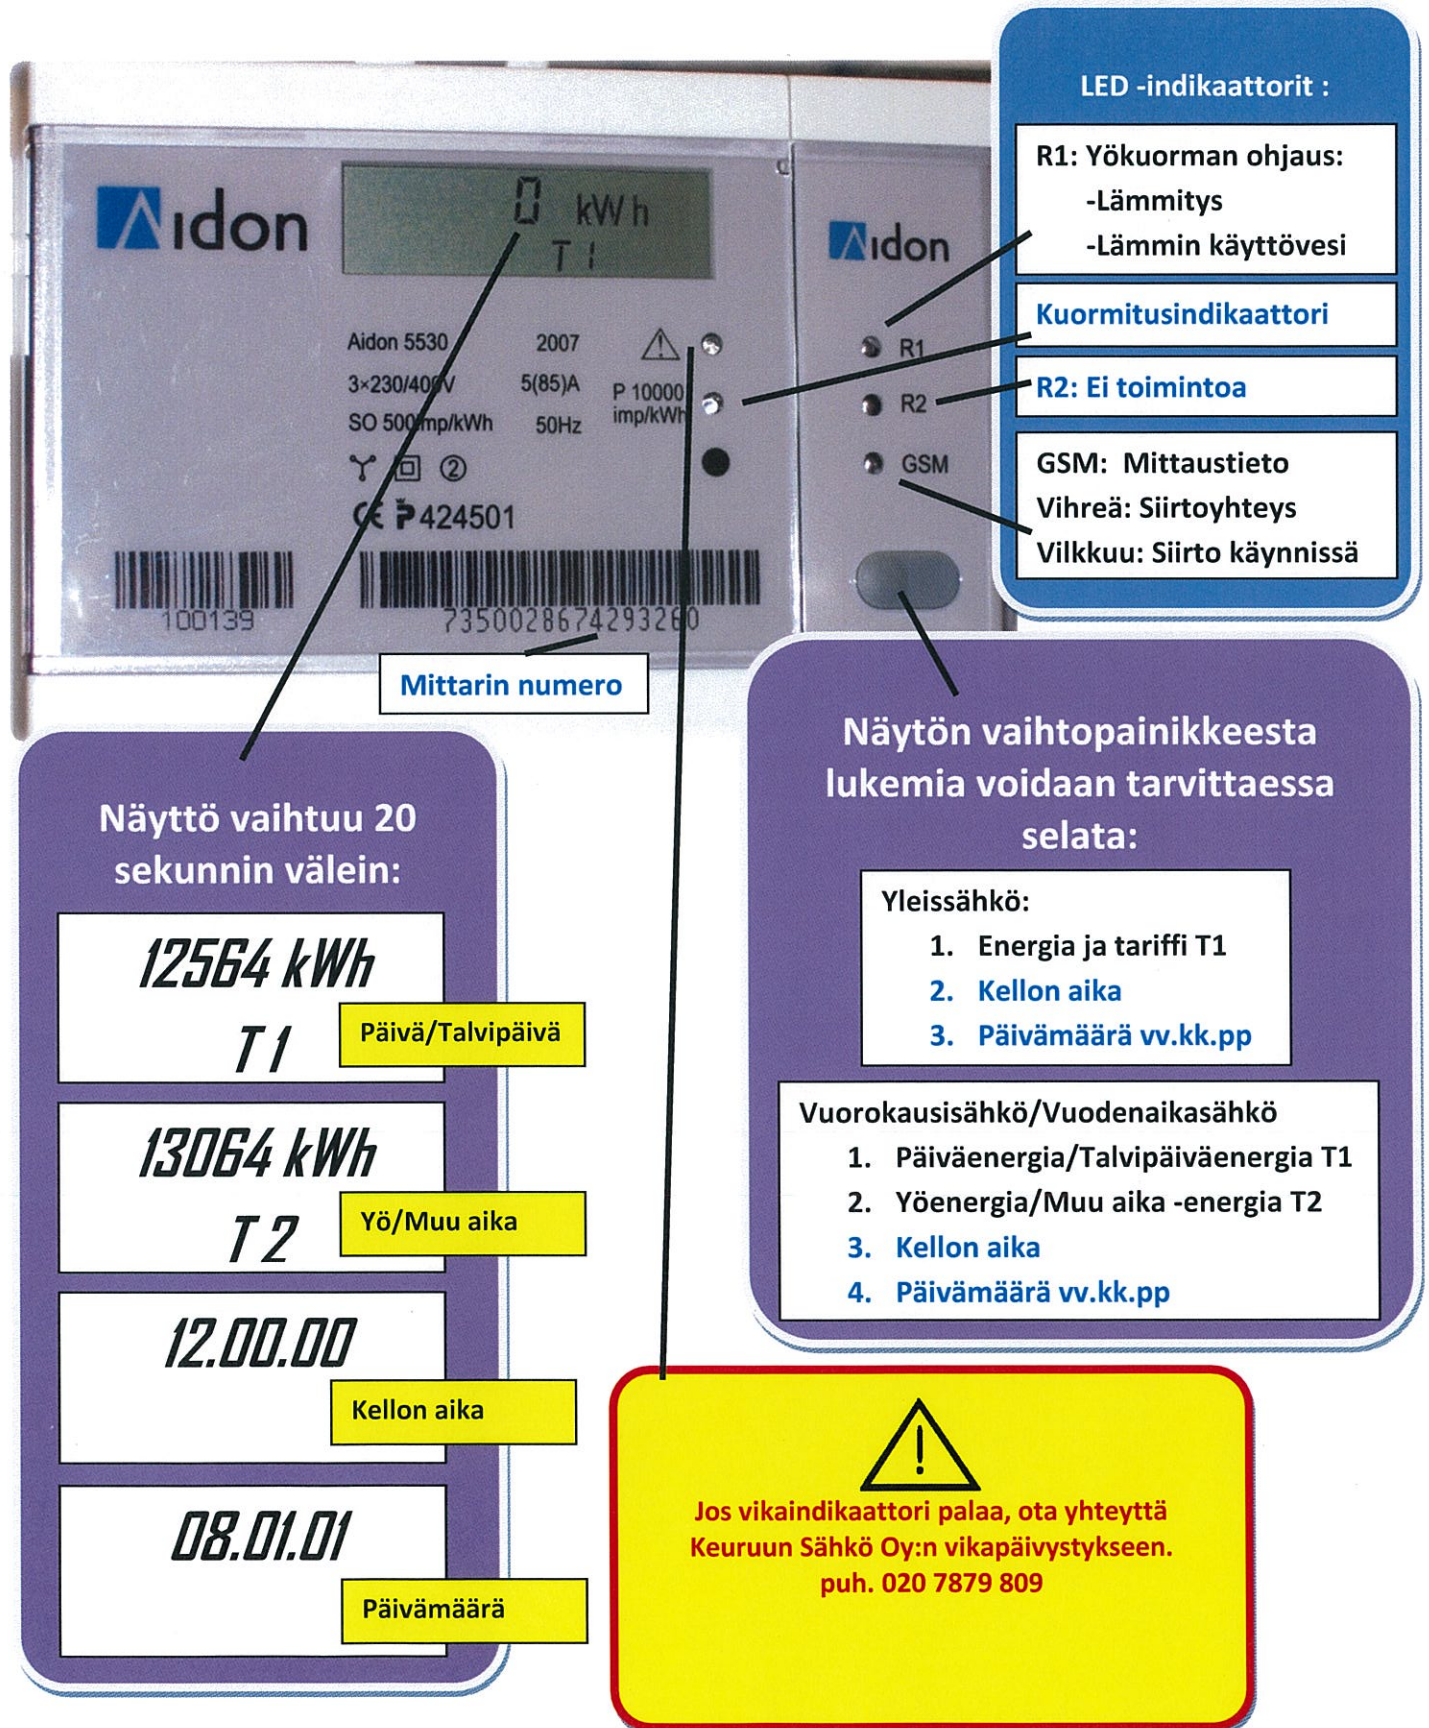 LED -indikaattorit :
R1: Yökuorman ohjaus:
-Lämmitys
-Lämmin käyttövesi
Kuormitusindikaattori
R2: Ei toimintoa
GSM: Mittaustieto
Vihreä: Siirtoyhteys
Vilkkuu: Siirto käynnissä
Aidon
0 kWh
T1
Aidon 5530 2007
3×230/400V 5(85)A
SO 500imp/kWh 50Hz
P 10000
imp/kWh
2
CE P 424501
100139
7350028674293260
Aidon
R1
R2
GSM
Mittarin numero
Näyttö vaihtuu 20
sekunnin välein:
12564 kWh
T 1
Päivä/Talvipäivä
13064 kWh
T 2
Yö/Muu aika
12.00.00
Kellon aika
08.01.01
Päivämäärä
Näytön vaihtopainikkeesta
lukemia voidaan tarvittaessa
selata:
Yleissähkö:
1. Energia ja tariffi T1
2. Kellon aika
3. Päivämäärä vv.kk.pp
Vuorokausisähkö/Vuodenaikasähkö
1. Päiväenergia/Talvipäiväenergia T1
2. Yöenergia/Muu aika -energia T2
3. Kellon aika
4. Päivämäärä vv.kk.pp
Jos vikaindikaattori palaa, ota yhteyttä
Keuruun Sähkö Oy:n vikapäivystykseen.
puh. 020 7879 809